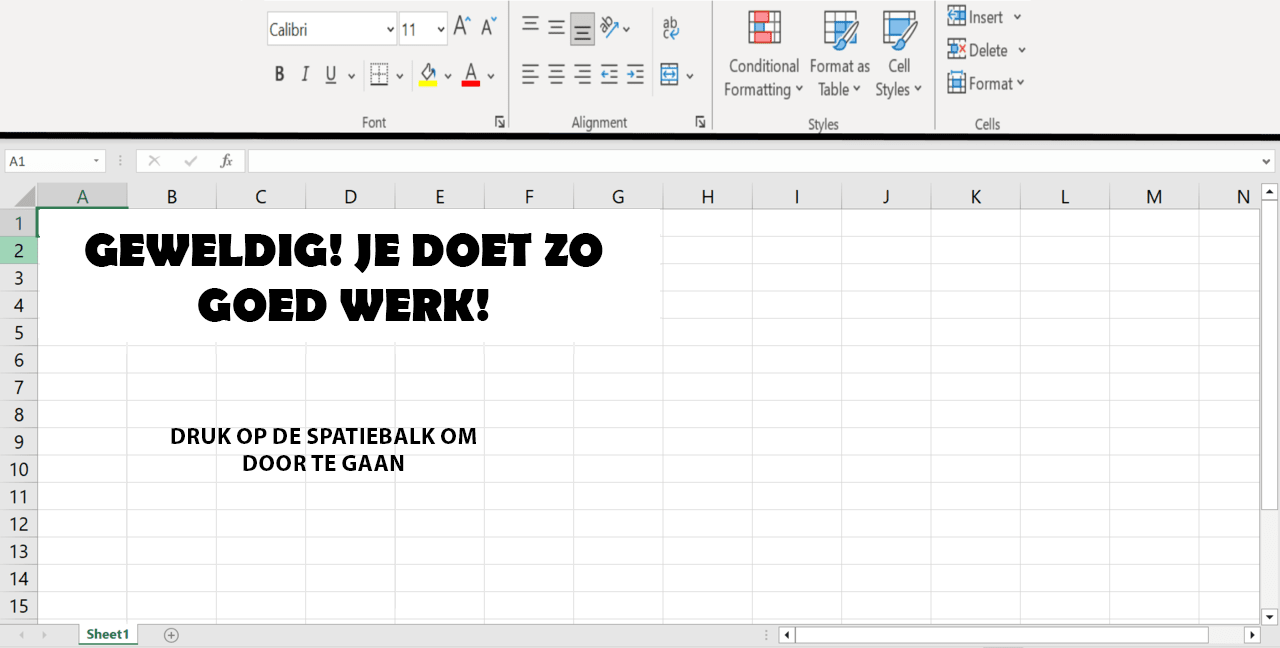 Calibri 11
B I U A
Font
ab
c
Alignment
Conditional Formatting
Format as Table
Cell Styles
Styles
Insert
Delete
Format
Cells
A1 fx
A B C D E F G H I J K L M N
1
2
3
4
5
6
7
8
9
10
11
12
13
14
15
GEWELDIG! JE DOET ZO
GOED WERK!
DRUK OP DE SPATIEBALK OM
DOOR TE GAAN
Sheet1